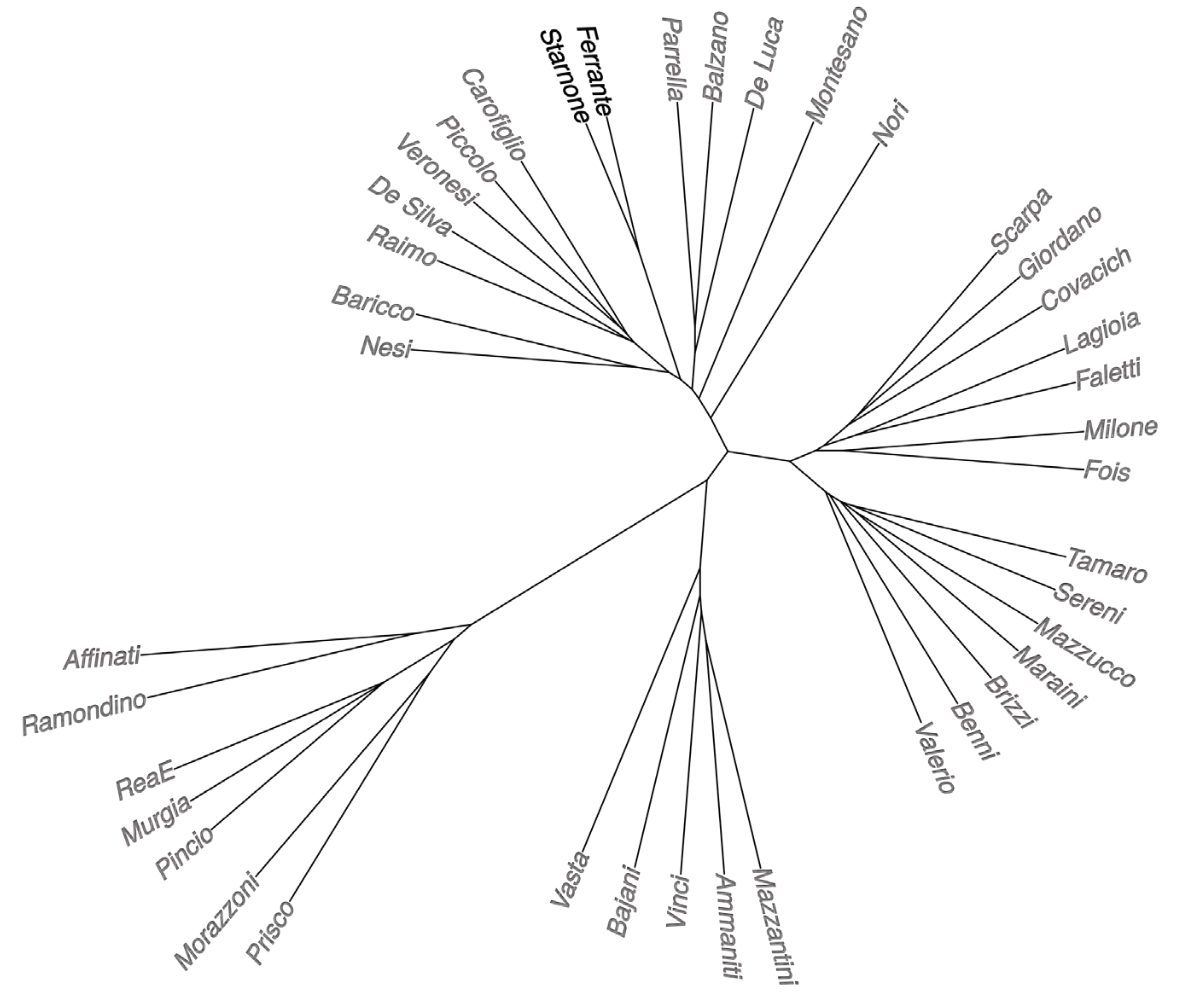 Ferrante
Starnone
Parrella
Balzano
De Luca
Montesano
Nori
Scarpa
Giordano
Covacich
Lagioia
Faletti
Milone
Fois
Tamaro
Sereni
Mazzucco
Maraini
Brizzi
Benni
Valerio
Mazzantini
Ammaniti
Vinci
Bajani
Vasta
Prisco
Morazzoni
Pincio
Murgia
ReaE
Ramondino
Affinati
Nesi
Baricco
Raimo
De Silva
Veronesi
Piccolo
Carofiglio